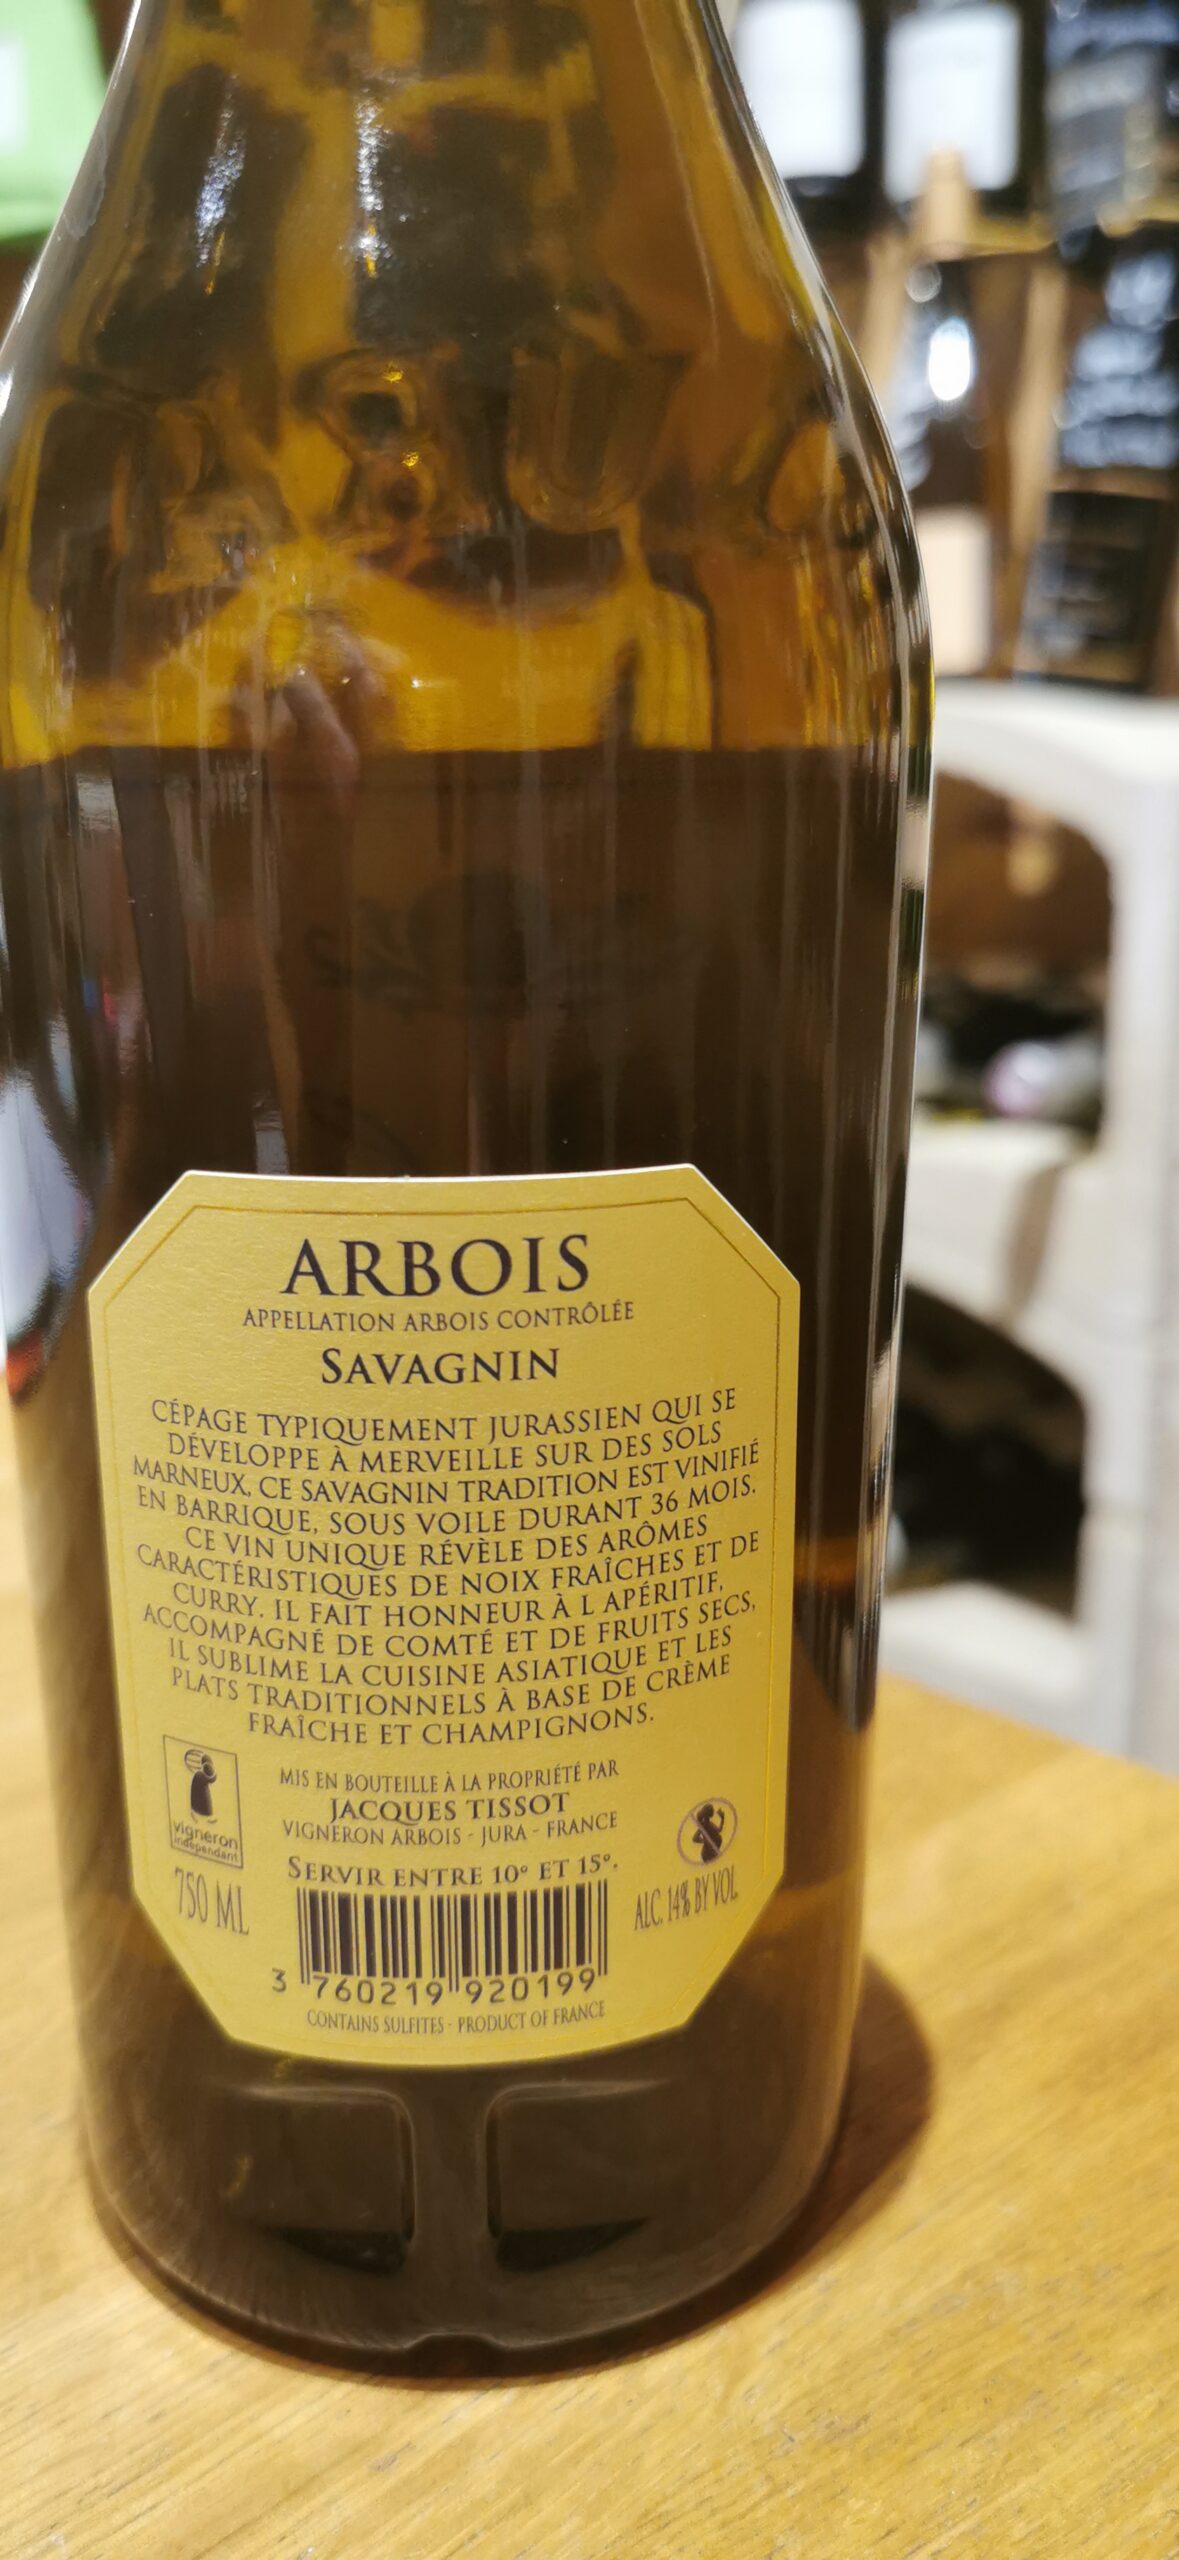 ARBOIS
APPELLATION ARBOIS CONTRÔLÉE
SAVAGNIN
CÉPAGE TYPIQUEMENT JURASSIEN QUI SE
DÉVELOPPE À MERVEILLE SUR DES SOLS
MARNEUX, CE SAVAGNIN TRADITION EST VINIFIÉ
EN BARRIQUE, SOUS VOILE DURANT 36 MOIS.
CE VIN UNIQUE RÉVÈLE DES ARÔMES
CARACTÉRISTIQUES DE NOIX FRAÎCHES ET DE
CURRY. IL FAIT HONNEUR À L APÉRITIF,
ACCOMPAGNÉ DE COMTÉ ET DE FRUITS SECS,
IL SUBLIME LA CUISINE ASIATIQUE ET LES
PLATS TRADITIONNELS À BASE DE CRÈME
FRAÎCHE ET CHAMPIGNONS.
MIS EN BOUTEILLE À LA PROPRIÉTÉ PAR
JACQUES TISSOT
VIGNERON ARBOIS - JURA - FRANCE
vigneron
indépendant
SERVIR ENTRE 10° ET 15°.
750 ML
ALC. 14% BY VOL.
3 760219 920199
CONTAINS SULFITES - PRODUCT OF FRANCE